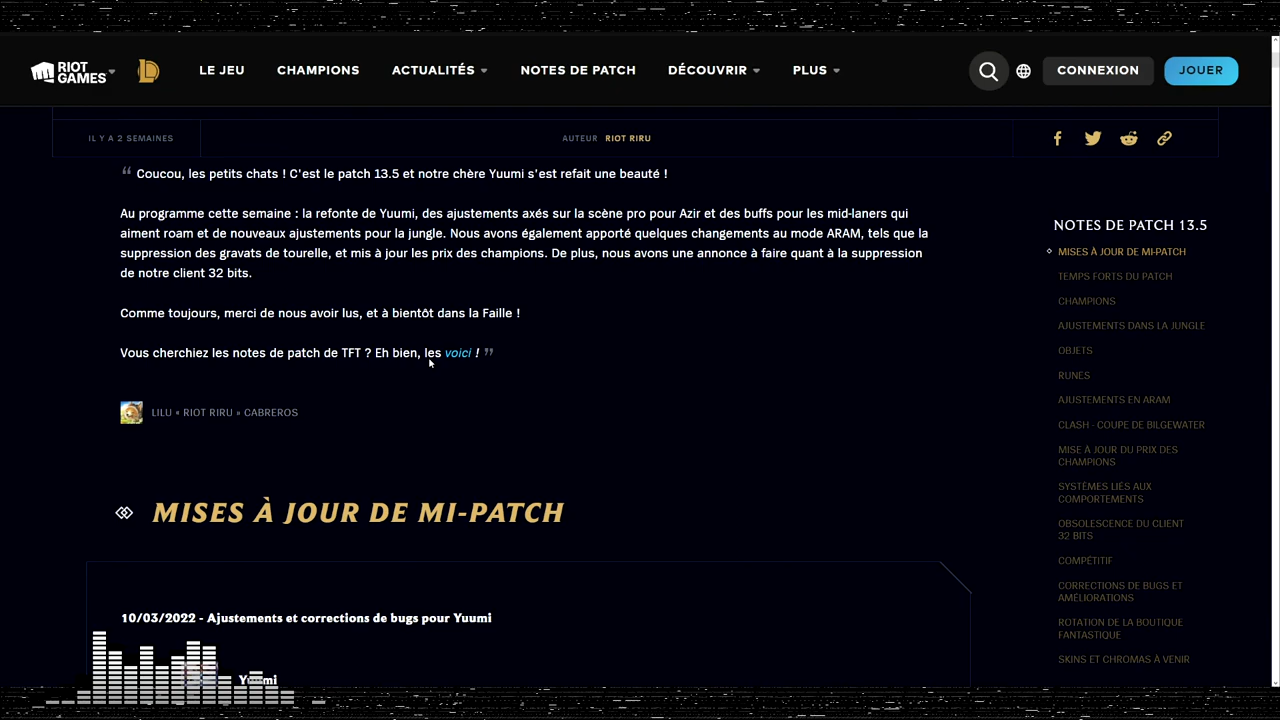 RIOT GAMES
LE JEU
CHAMPIONS
ACTUALITÉS
NOTES DE PATCH
DÉCOUVRIR
PLUS
CONNEXION
JOUER
IL Y A 2 SEMAINES
AUTEUR RIOT RIRU
“ Coucou, les petits chats ! C'est le patch 13.5 et notre chère Yuumi s'est refait une beauté !
Au programme cette semaine : la refonte de Yuumi, des ajustements axés sur la scène pro pour Azir et des buffs pour les mid-laners qui
aiment roam et de nouveaux ajustements pour la jungle. Nous avons également apporté quelques changements au mode ARAM, tels que la
suppression des gravats de tourelle, et mis à jour les prix des champions. De plus, nous avons une annonce à faire quant à la suppression
de notre client 32 bits.
Comme toujours, merci de nous avoir lus, et à bientôt dans la Faille !
Vous cherchiez les notes de patch de TFT ? Eh bien, les voici ! ”
LILU « RIOT RIRU » CABREROS
MISES À JOUR DE MI-PATCH
10/03/2022 - Ajustements et corrections de bugs pour Yuumi
Yuumi
NOTES DE PATCH 13.5
MISES À JOUR DE MI-PATCH
TEMPS FORTS DU PATCH
CHAMPIONS
AJUSTEMENTS DANS LA JUNGLE
OBJETS
RUNES
AJUSTEMENTS EN ARAM
CLASH - COUPE DE BILGEWATER
MISE À JOUR DU PRIX DES
CHAMPIONS
SYSTÈMES LIÉS AUX
COMPORTEMENTS
OBSOLESCENCE DU CLIENT
32 BITS
COMPÉTITIF
CORRECTIONS DE BUGS ET
AMÉLIORATIONS
ROTATION DE LA BOUTIQUE
FANTASTIQUE
SKINS ET CHROMAS À VENIR